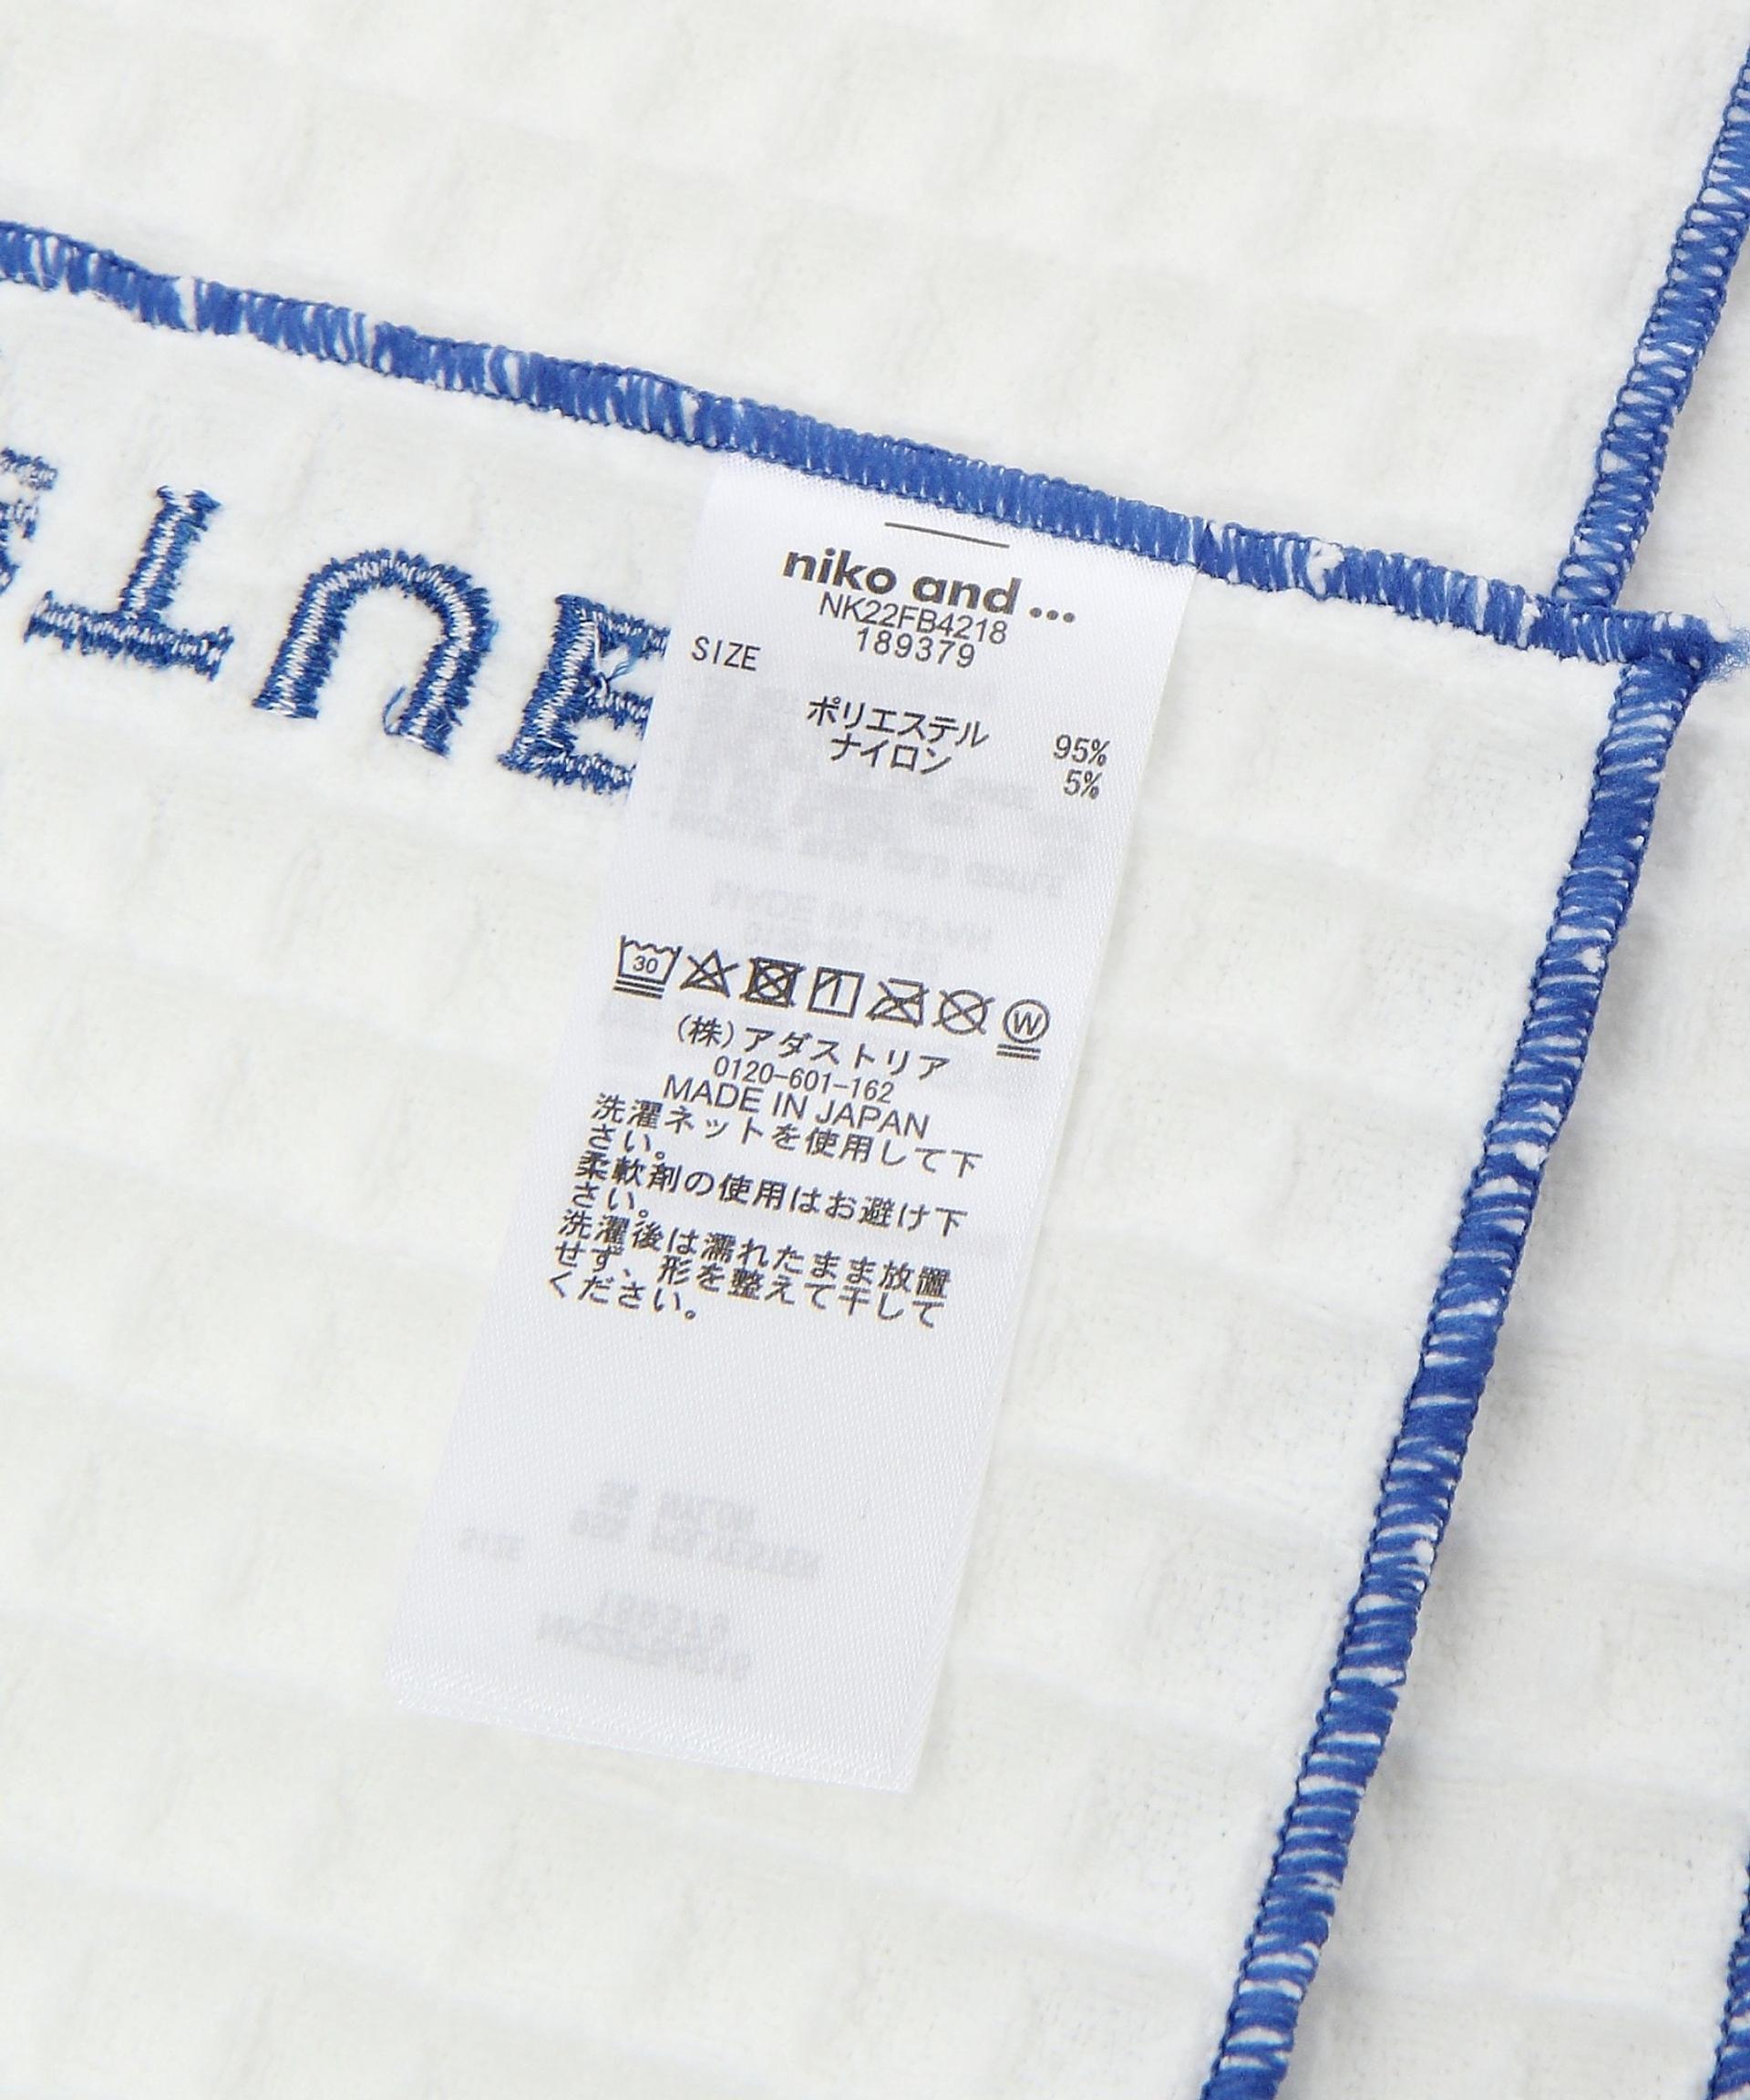 niko and ...
NK22FB4218
189379
SIZE
ポリエステル 95%
ナイロン 5%
30
W
(株)アダストリア
0120-601-162
MADE IN JAPAN
洗濯ネットを使用して下
さい。
柔軟剤の使用はお避け下
さい。
洗濯後は濡れたまま放置
せず、形を整えて干して
ください。